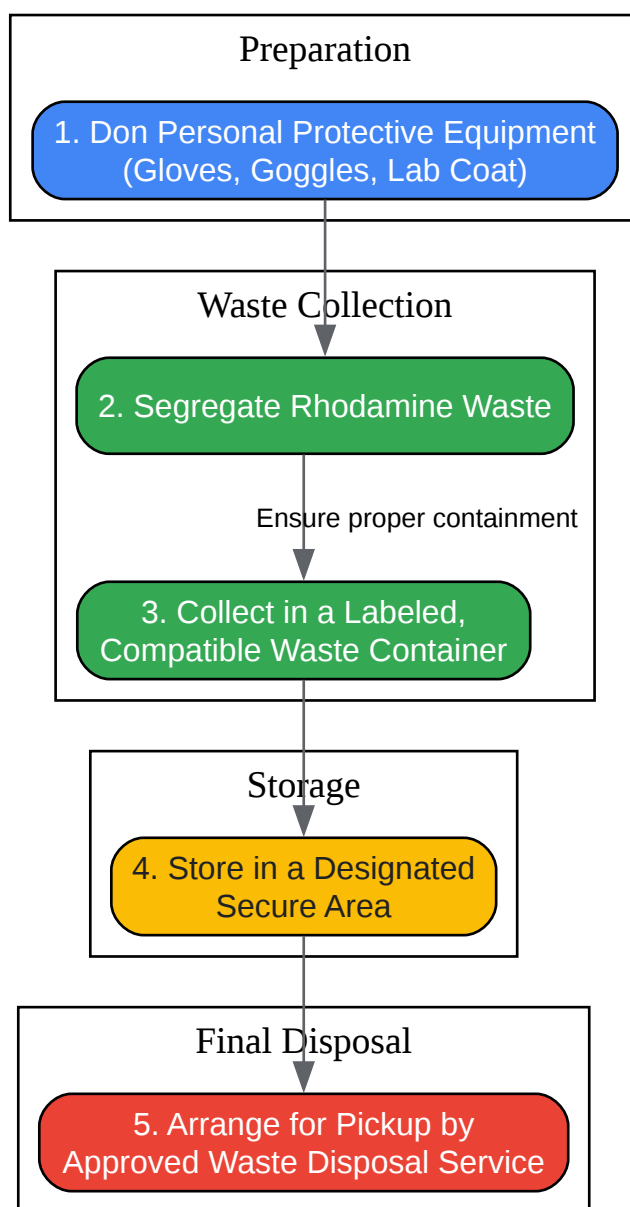 Preparation
1. Don Personal Protective Equipment
(Gloves, Goggles, Lab Coat)
Waste Collection
2. Segregate Rhodamine Waste
Ensure proper containment
3. Collect in a Labeled,
Compatible Waste Container
Storage
4. Store in a Designated
Secure Area
Final Disposal
5. Arrange for Pickup by
Approved Waste Disposal Service